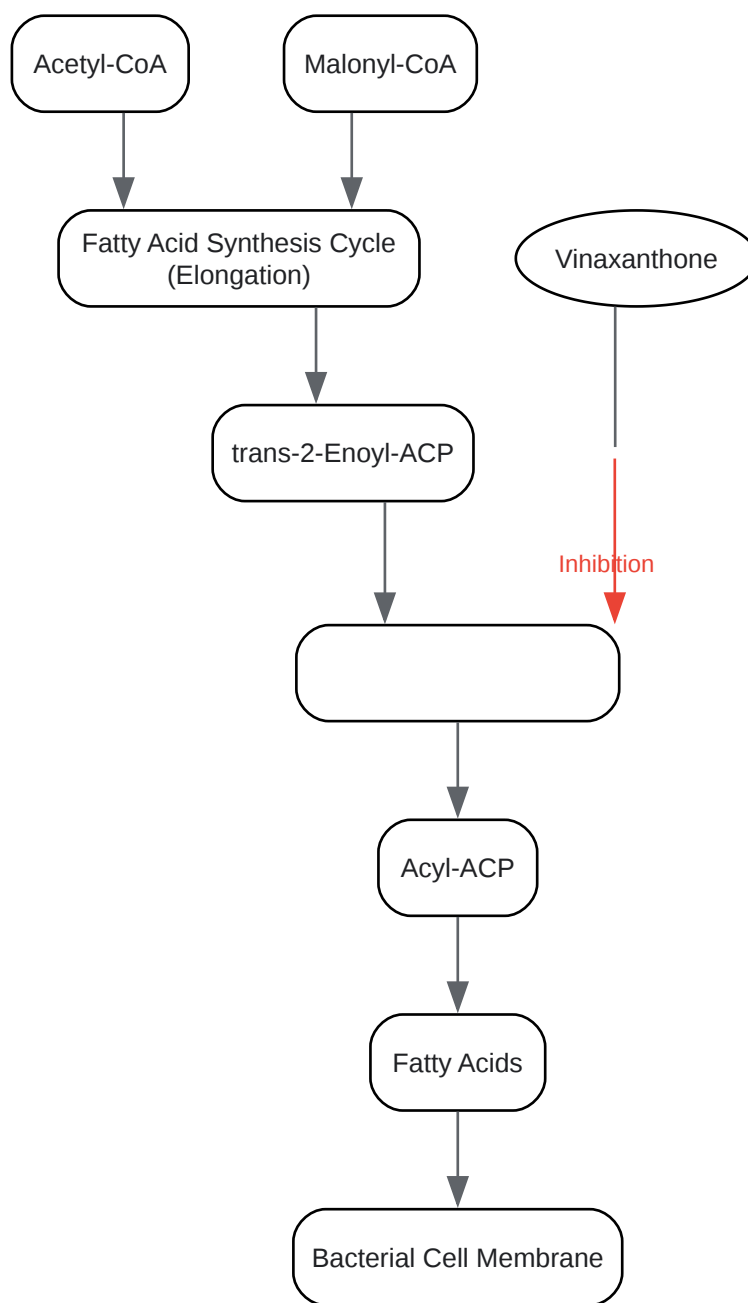 Acetyl-CoA
Malonyl-CoA
Fatty Acid Synthesis Cycle
(Elongation)
Vinaxanthone
trans-2-Enoyl-ACP
Inhibition
Acyl-ACP
Fatty Acids
Bacterial Cell Membrane